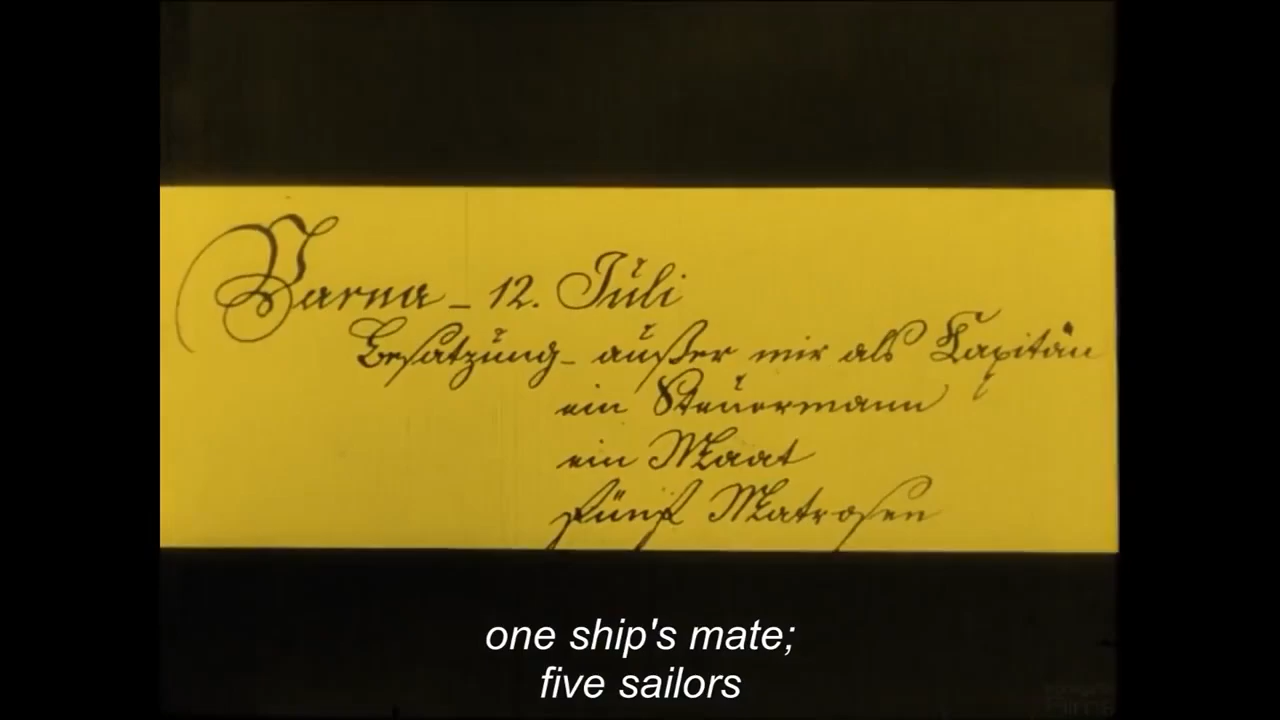 Varna – 12. Juli
Besatzung – außer mir als Kapitän
ein Steuermann
ein Maat
fünf Matrosen
one ship's mate;
five sailors